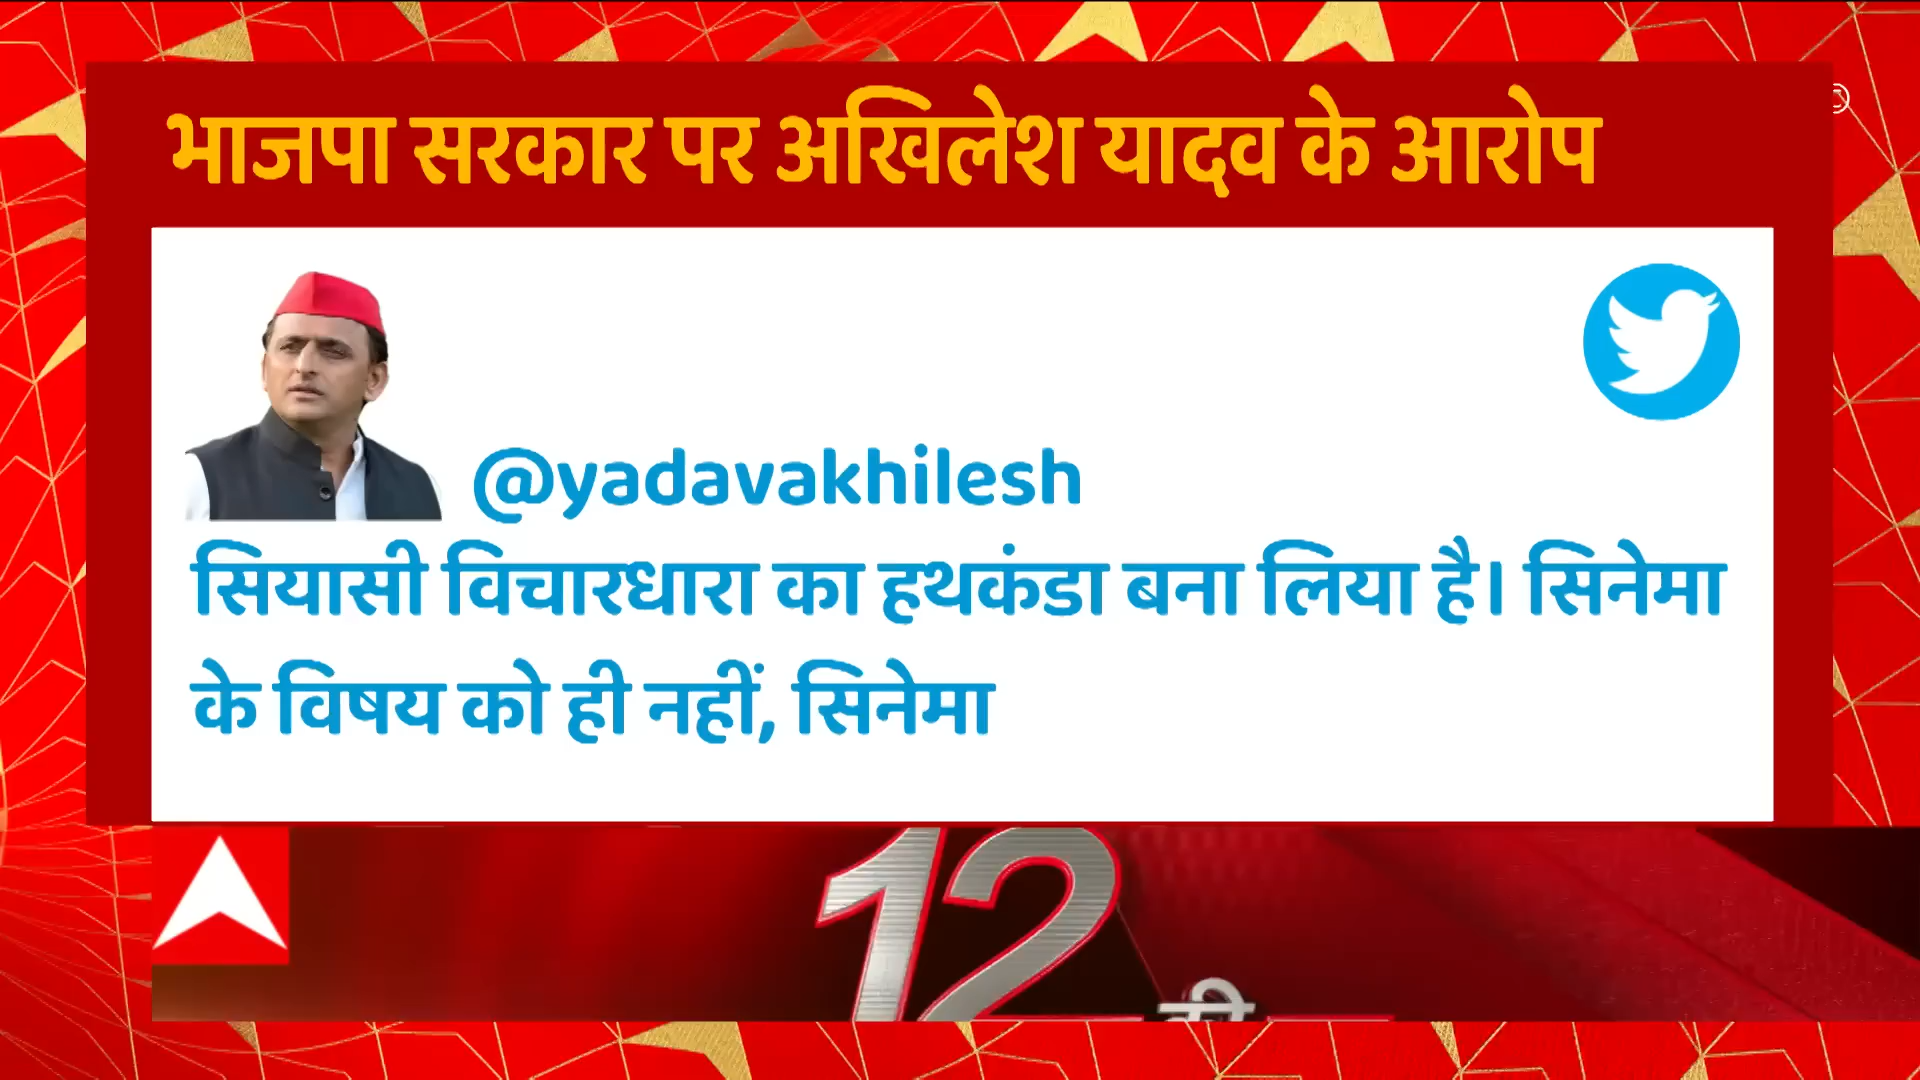 भाजपा सरकार पर अखिलेश यादव के आरोप
@yadavakhilesh
सियासी विचारधारा का हथकंडा बना लिया है। सिनेमा
के विषय को ही नहीं, सिनेमा
12